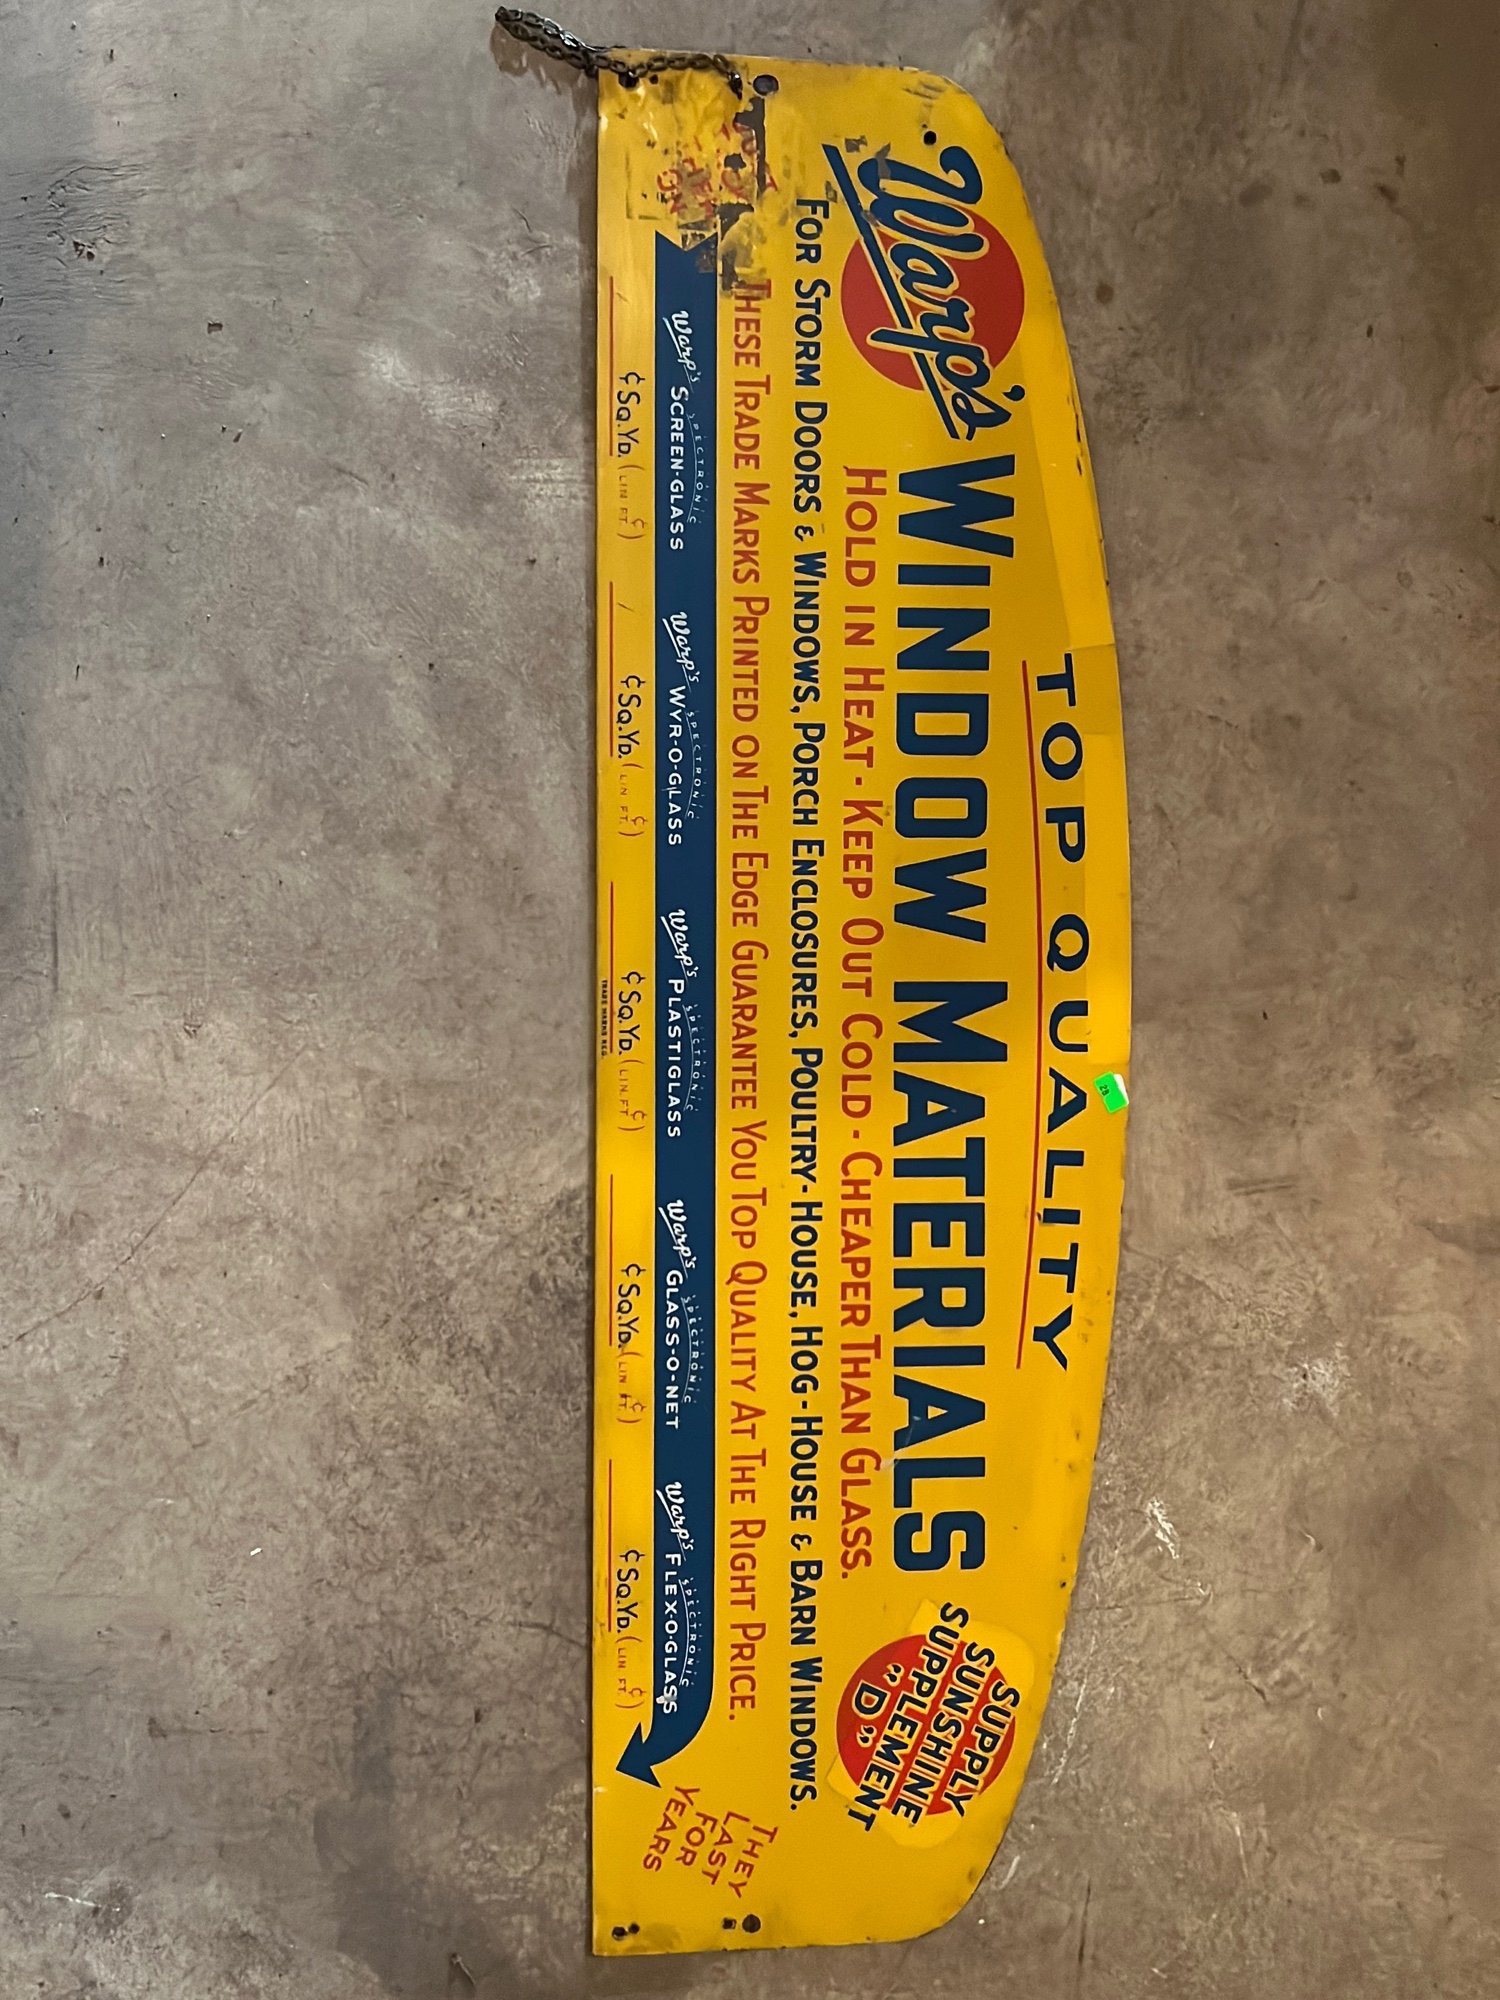 TOP QUALITY
Warp's WINDOW MATERIALS
HOLD IN HEAT - KEEP OUT COLD - CHEAPER THAN GLASS.
SUPPLY
SUNSHINE
SUPPLEMENT
"D"
FOR STORM DOORS & WINDOWS, PORCH ENCLOSURES, POULTRY-HOUSE, HOG-HOUSE & BARN WINDOWS.
THESE TRADE MARKS PRINTED ON THE EDGE GUARANTEE YOU TOP QUALITY AT THE RIGHT PRICE.
SPECTRONIC SPECTRONIC SPECTRONIC SPECTRONIC SPECTRONIC
Warp's SCREEN-GLASS Warp's WYR-O-GLASS Warp's PLASTIGLASS Warp's GLASS-O-NET Warp's FLEX-O-GLASS
¢ SQ.YD. (LIN FT. ¢) ¢ SQ.YD. (LIN FT. ¢) ¢ SQ.YD. (LIN.FT ¢) ¢ SQ.YD. (LIN FT. ¢) ¢ SQ.YD. (LIN FT. ¢)
TRADE MARKS REG.
THEY
LAST
FOR
YEARS
28